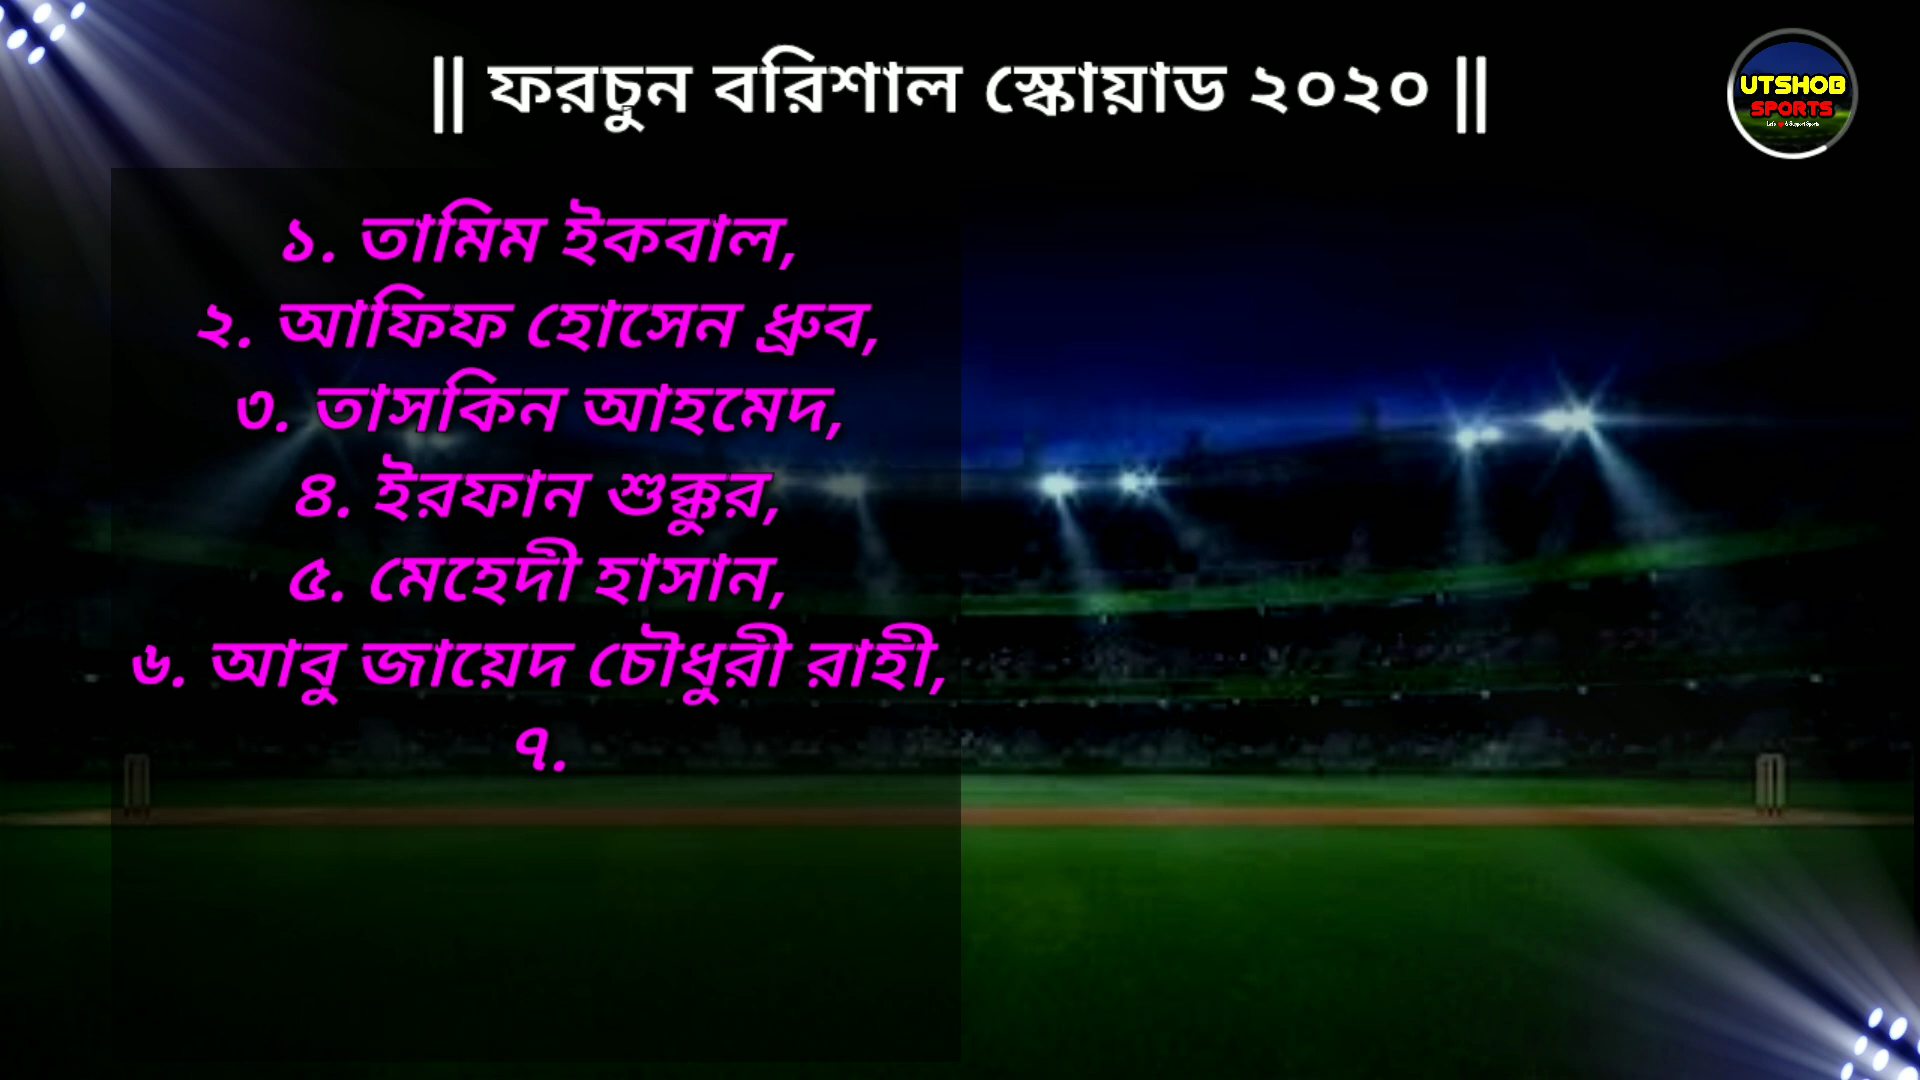 || ফরচুন বরিশাল স্কোয়াড ২০২০ ||
UTSHOB
SPORTS
১. তামিম ইকবাল,
২. আফিফ হোসেন ধ্রুব,
৩. তাসকিন আহমেদ,
৪. ইরফান শুক্কুর,
৫. মেহেদী হাসান,
৬. আবু জায়েদ চৌধুরী রাহী,
৭.